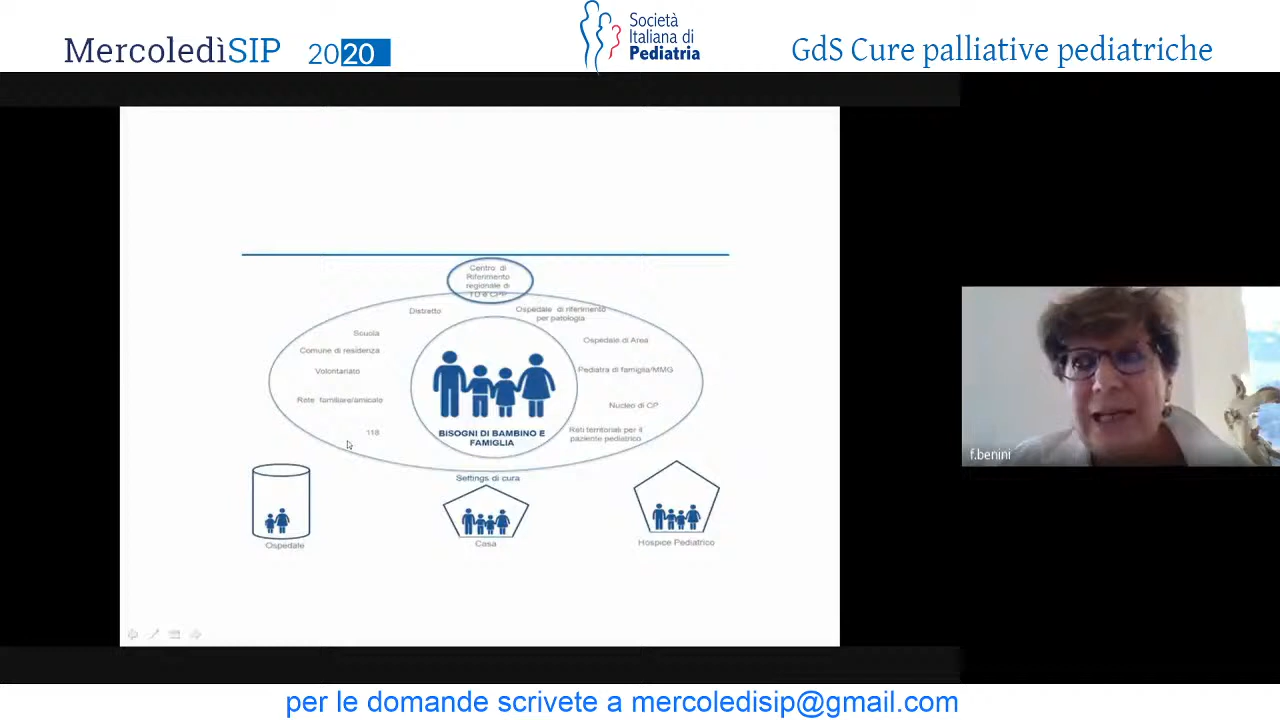 MercoledìSIP 2020
Società
Italiana di
Pediatria
GdS Cure palliative pediatriche
Centro di
Riferimento
regionale di
TD e CPP
Distretto
Ospedale di riferimento
per patologia
Scuola
Ospedale di Area
Comune di residenza
Volontariato
Pediatra di famiglia/MMG
Rete familiare/amicale
Nucleo di CP
118
Reti territoriali per il
paziente pediatrico
BISOGNI DI BAMBINO E
FAMIGLIA
Settings di cura
Ospedale
Casa
Hospice Pediatrico
f.benini
per le domande scrivete a mercoledisip@gmail.com